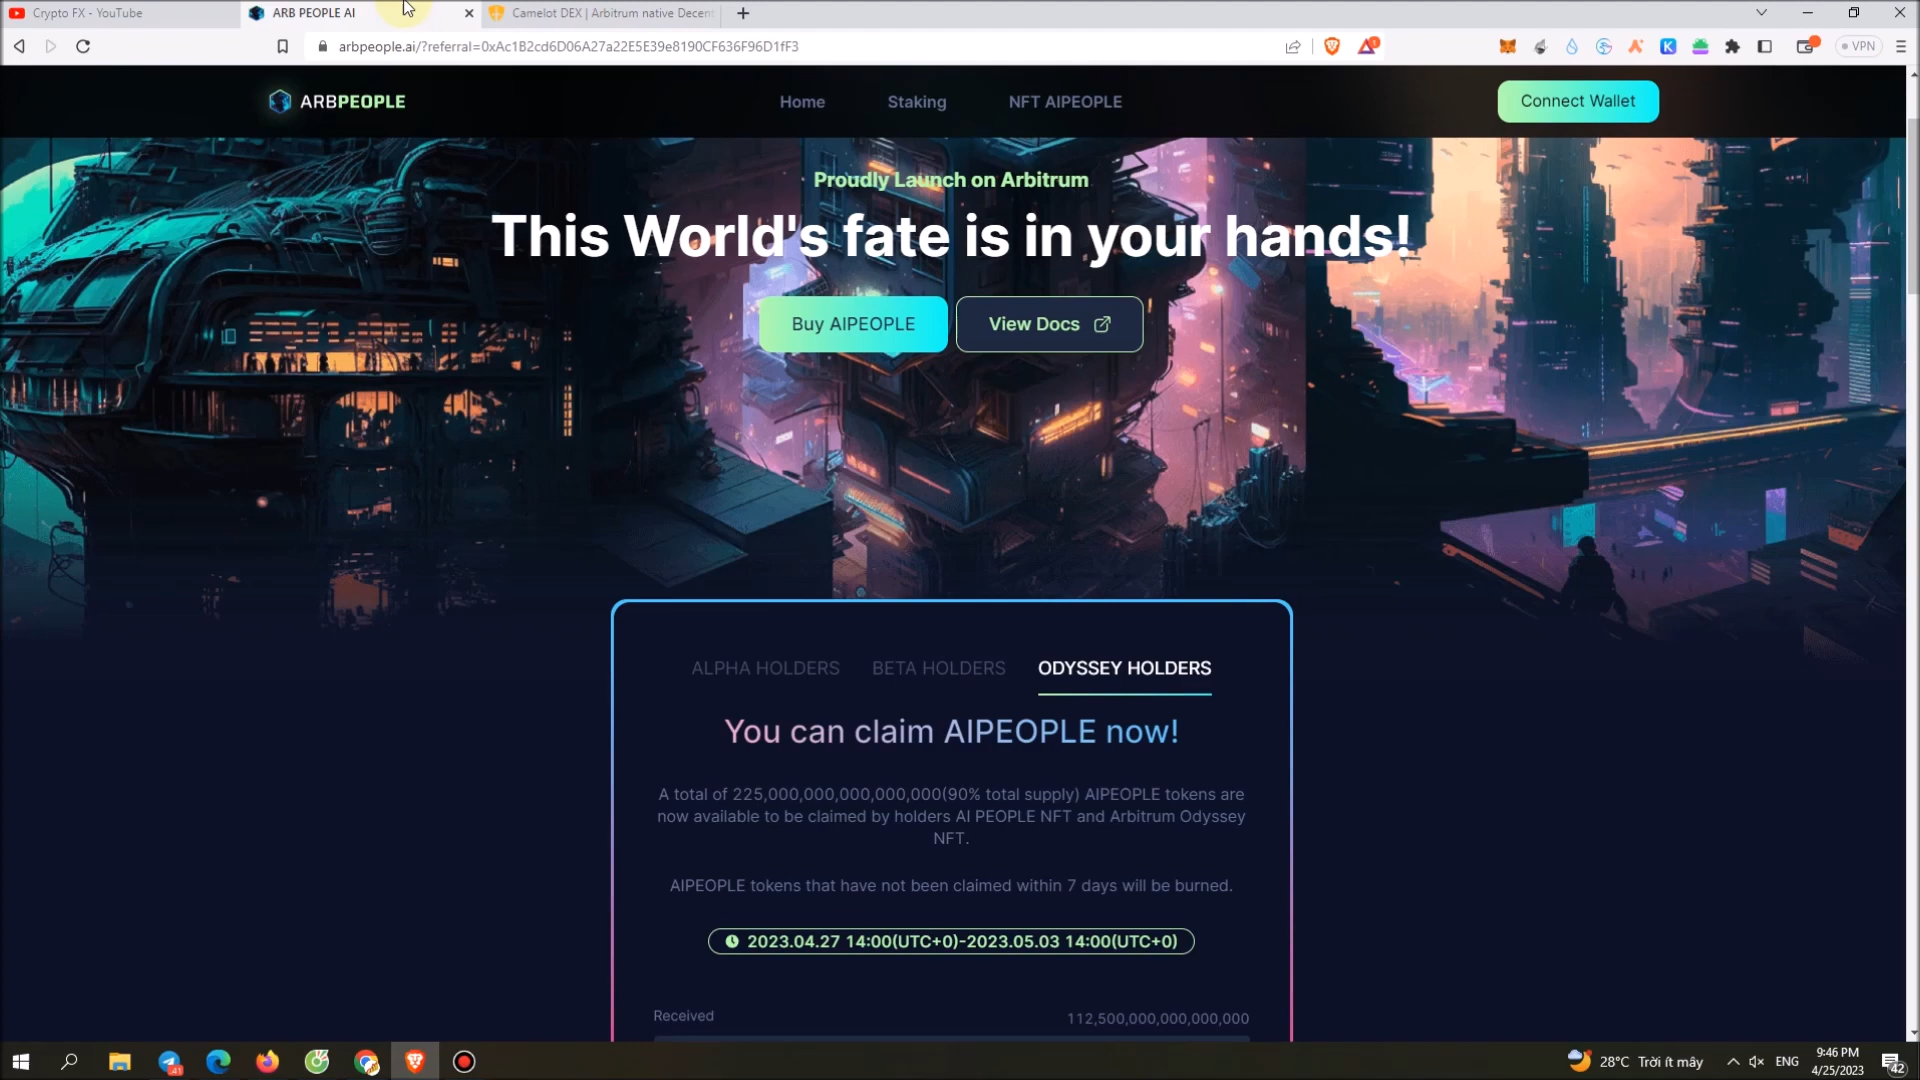 Crypto FX - YouTube
ARB PEOPLE AI
Camelot DEX | Arbitrum native Decent
arbpeople.ai/?referral=0xAc1B2cd6D06A27a22E5E39e8190CF636F96D1fF3
VPN
ARBPEOPLE
Home
Staking
NFT AIPEOPLE
Connect Wallet
Proudly Launch on Arbitrum
This World's fate is in your hands!
Buy AIPEOPLE
View Docs
ALPHA HOLDERS
BETA HOLDERS
ODYSSEY HOLDERS
You can claim AIPEOPLE now!
A total of 225,000,000,000,000,000(90% total supply) AIPEOPLE tokens are
now available to be claimed by holders AI PEOPLE NFT and Arbitrum Odyssey
NFT.
AIPEOPLE tokens that have not been claimed within 7 days will be burned.
2023.04.27 14:00(UTC+0)-2023.05.03 14:00(UTC+0)
Received
112,500,000,000,000,000
41
28°C Trời ít mây
ENG
9:46 PM
4/25/2023
42